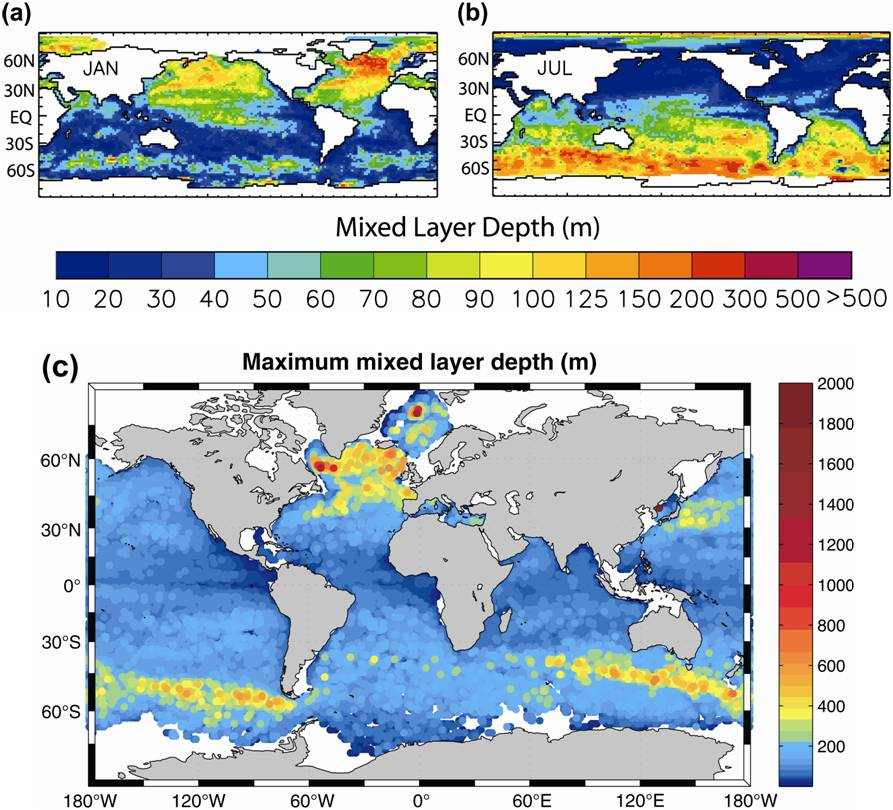 (a)
(b)
JAN
JUL
60N
30N
EQ
30S
60S
60N
30N
EQ
30S
60S
Mixed Layer Depth (m)
10 20 30 40 50 60 70 80 90 100 125 150 200 300 500 >500
(c)
Maximum mixed layer depth (m)
60°N
30°N
0°
30°S
60°S
180°W 120°W 60°W 0° 60°E 120°E 180°E
2000
1800
1600
1400
1200
1000
800
600
400
200